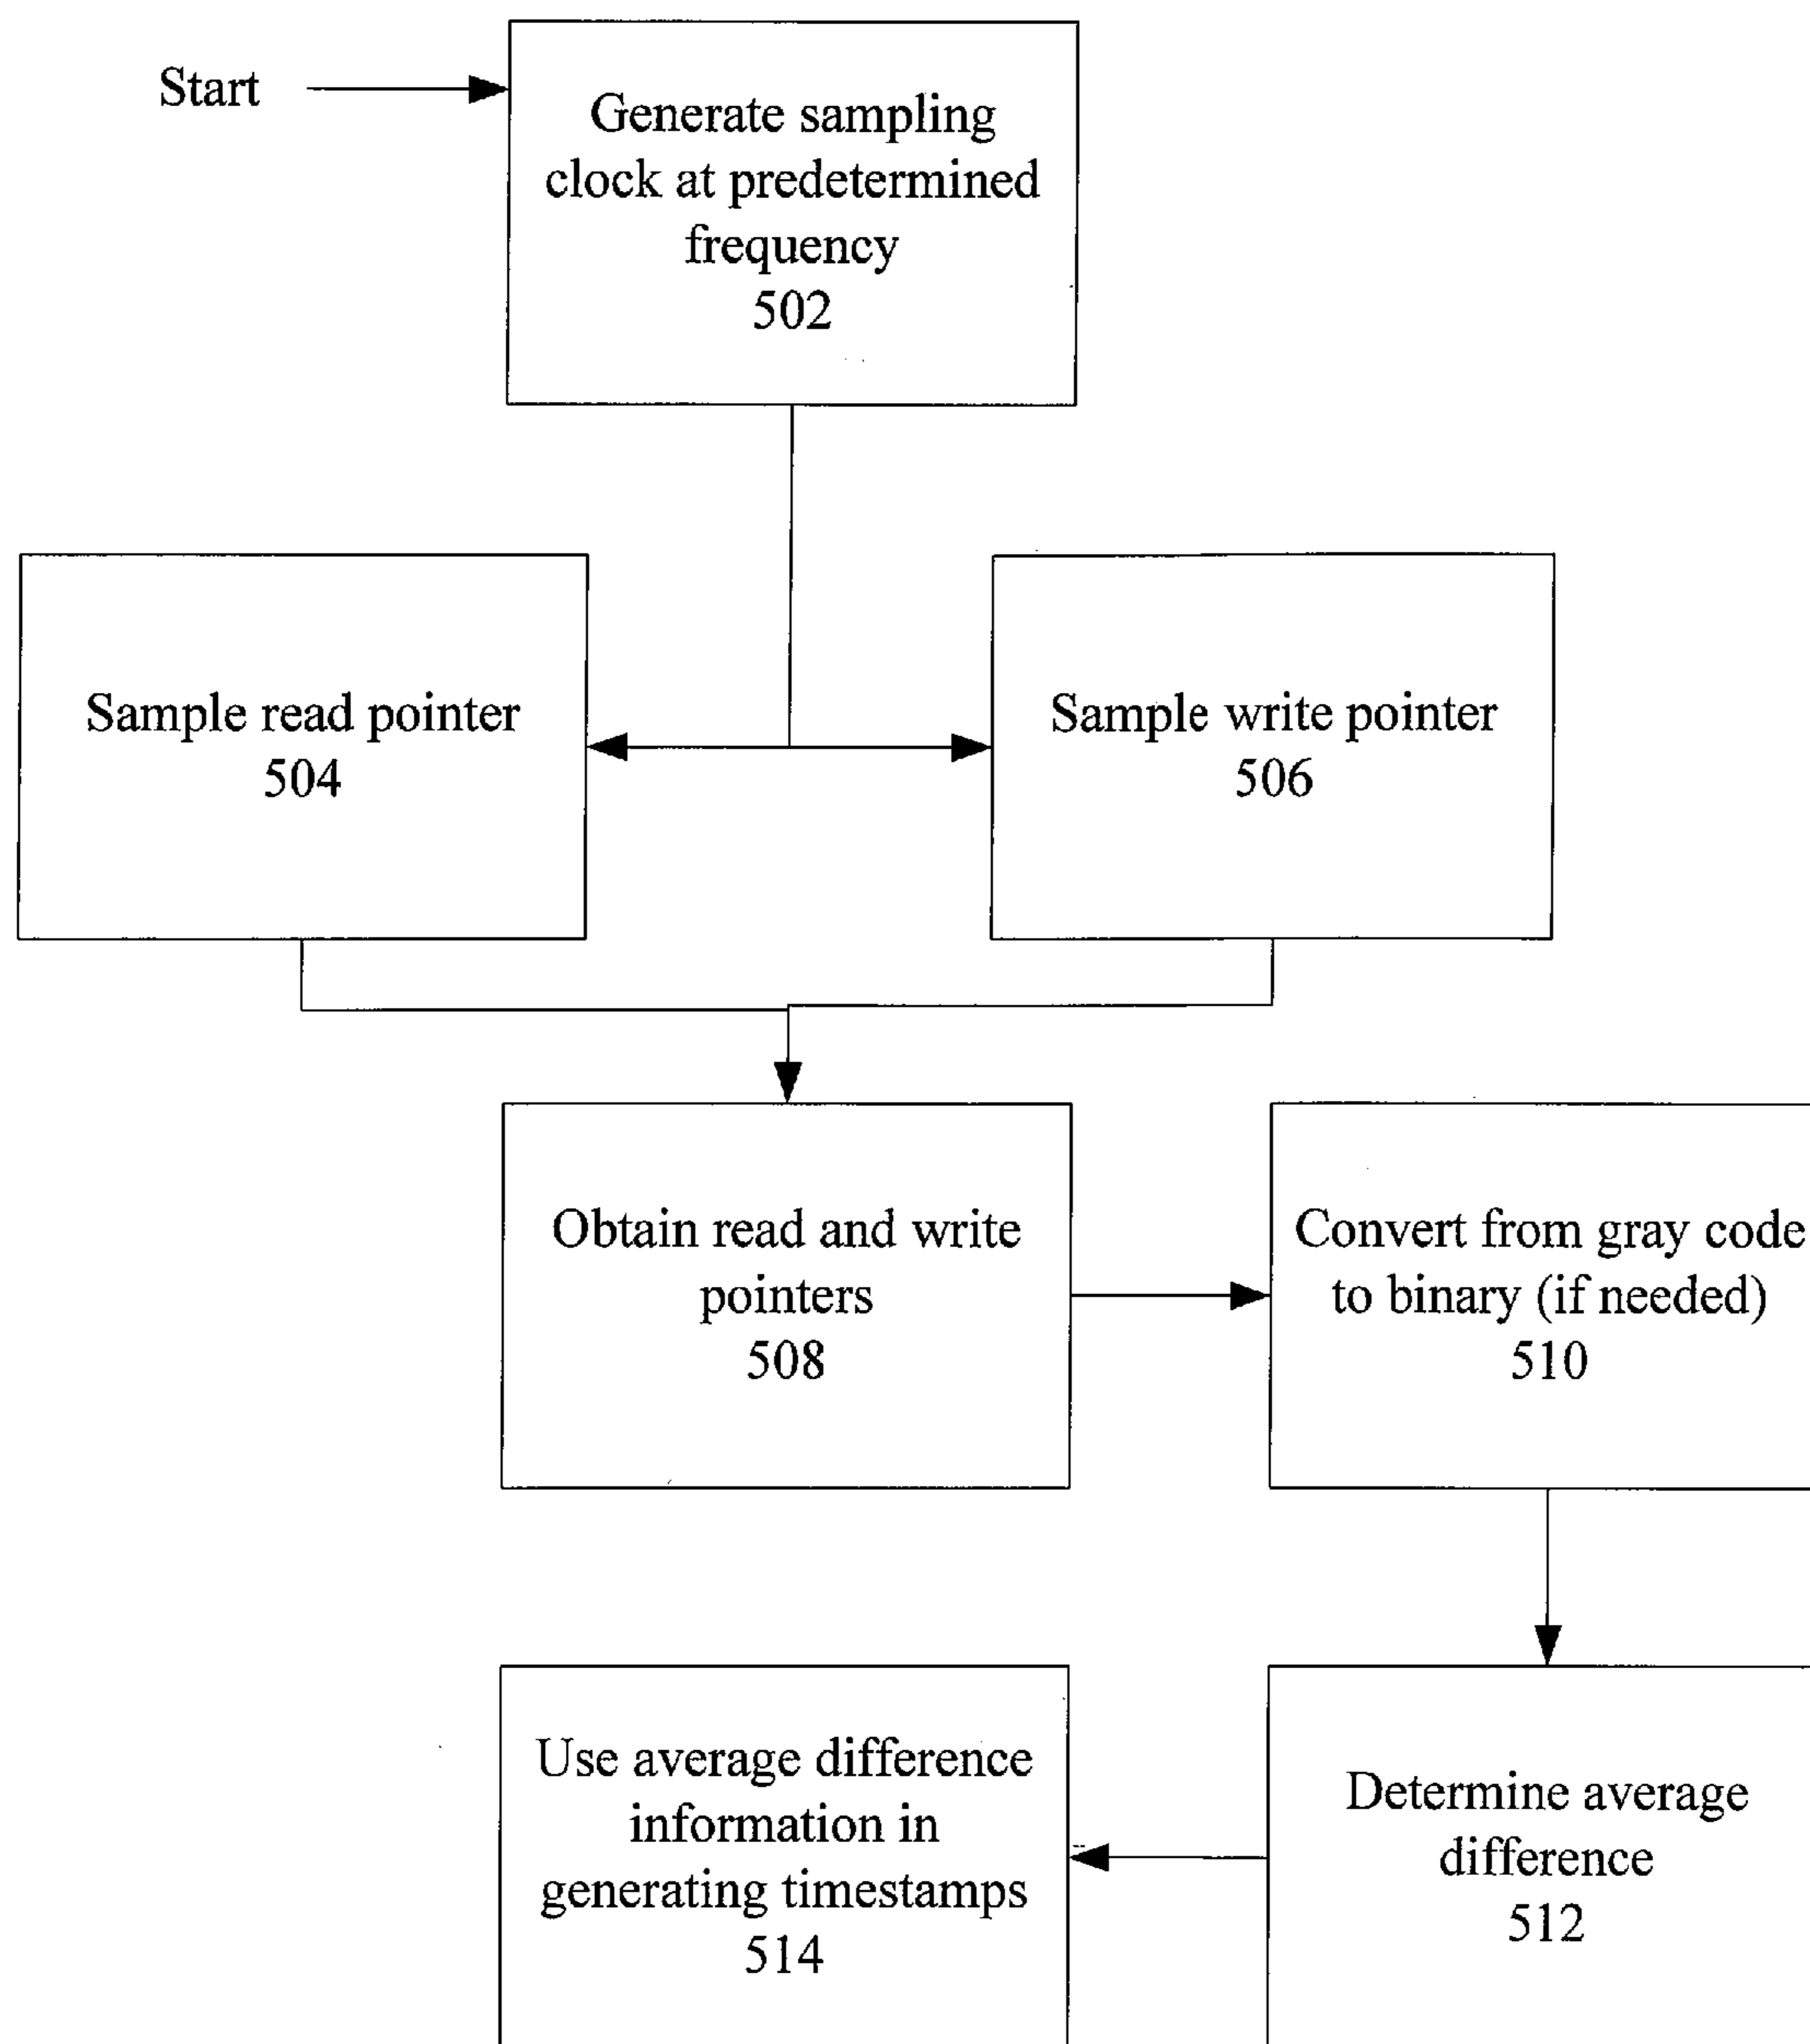 Start
Generate sampling
clock at predetermined
frequency
502
Sample read pointer
504
Sample write pointer
506
Obtain read and write
pointers
508
Convert from gray code
to binary (if needed)
510
Use average difference
information in
generating timestamps
514
Determine average
difference
512